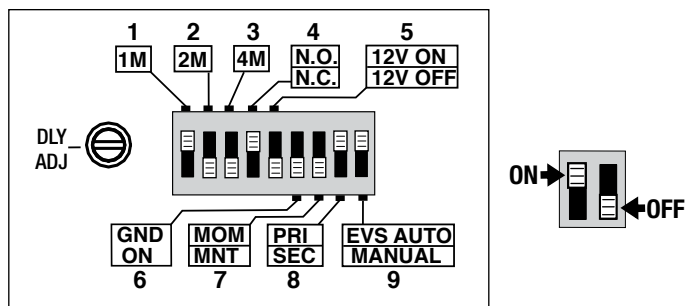 1 2 3 4 5
1M 2M 4M N.O. 12V ON
N.C. 12V OFF
DLY
ADJ
GND MOM PRI EVS AUTO
ON MNT SEC MANUAL
6 7 8 9
ON
OFF